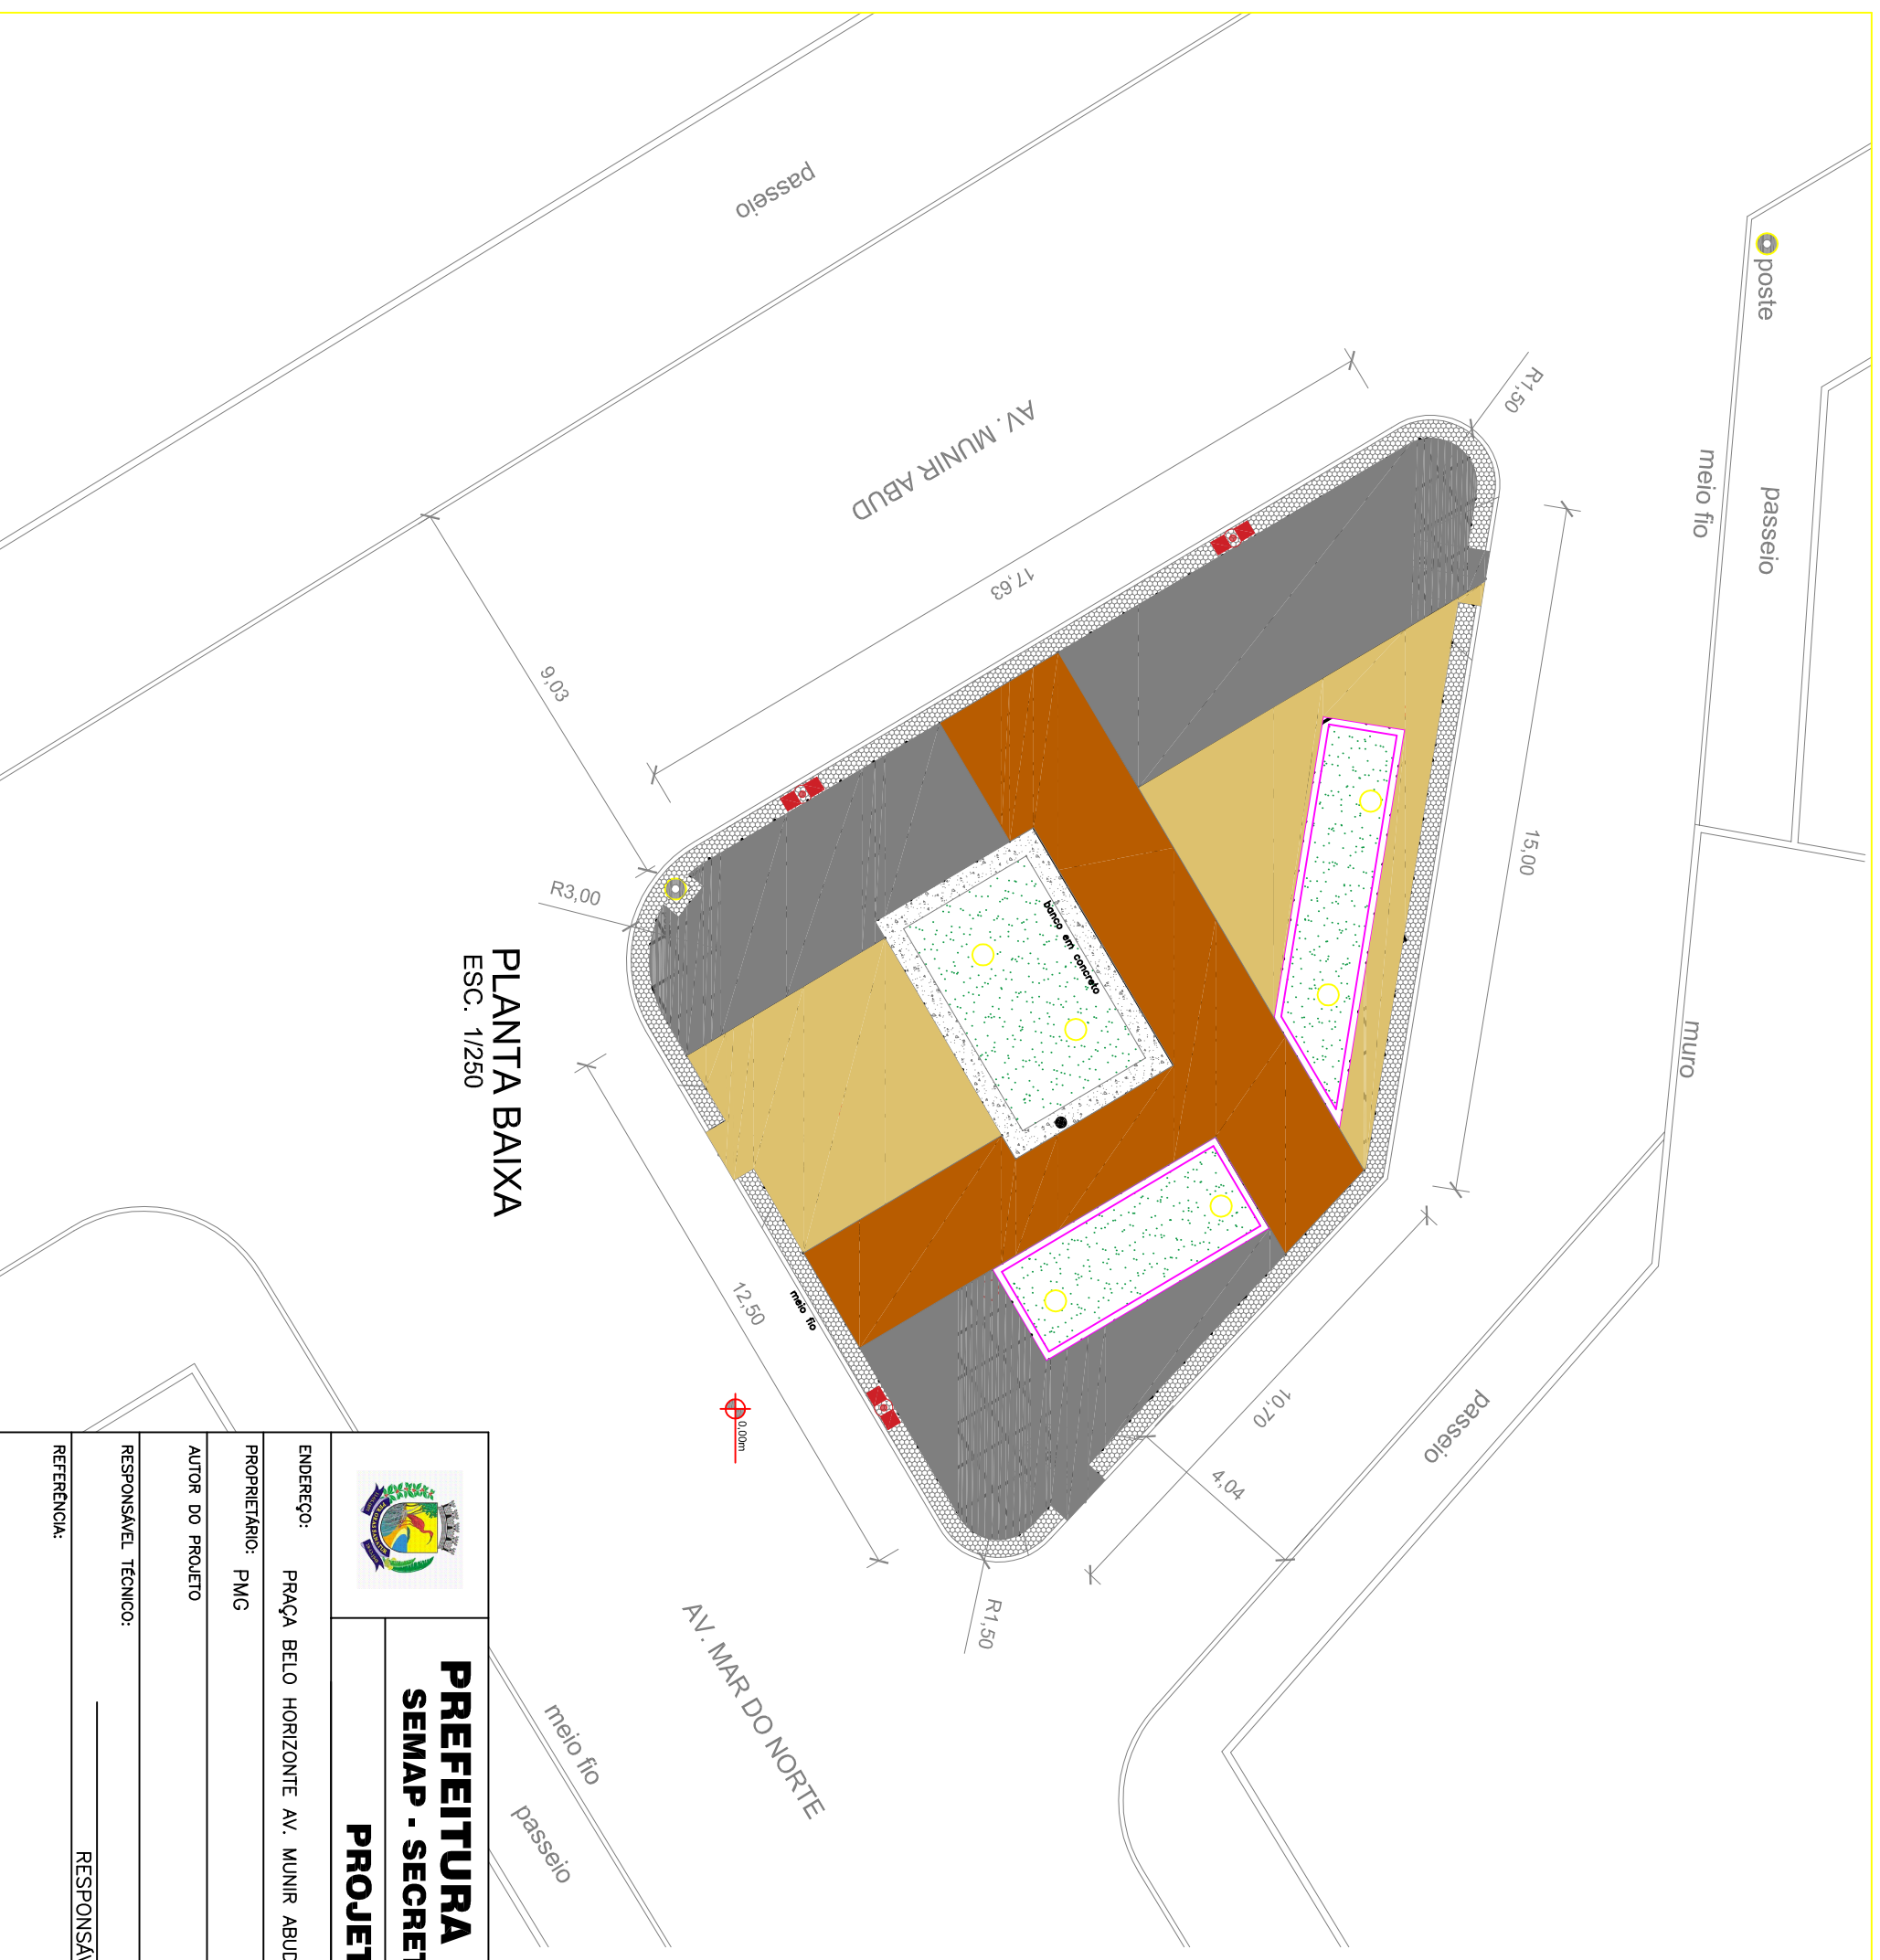 passeio
poste
meio fio
passeio
R1,50
AV. MUNIR ABUD
17,63
15,00
9,03
R3,00
banco em concreto
muro
PLANTA BAIXA
ESC. 1/250
12,50
meio fio
0,00m
10,70
4,04
passeio
R1,50
AV. MAR DO NORTE
meio fio
passeio
PREFEITURA
SEMAP - SECRET
PROJET
ENDEREÇO: PRAÇA BELO HORIZONTE AV. MUNIR ABUD
PROPRIETÁRIO: PMG
AUTOR DO PROJETO
RESPONSÁVEL TÉCNICO:
RESPONSÁV
REFERÊNCIA: